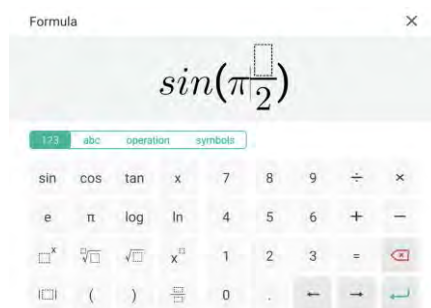 Formula ×
sin(π□/2)
123 abc operation symbols
sin cos tan x 7 8 9 ÷ ×
e π log ln 4 5 6 + −
□ˣ ∜□ √□ x□ 1 2 3 = ⌫
|□| ( ) □/□ 0 . ← → ↵